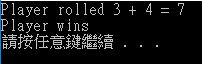 Player rolled 3 + 4 = 7
Player wins
請按任意鍵繼續 . . .